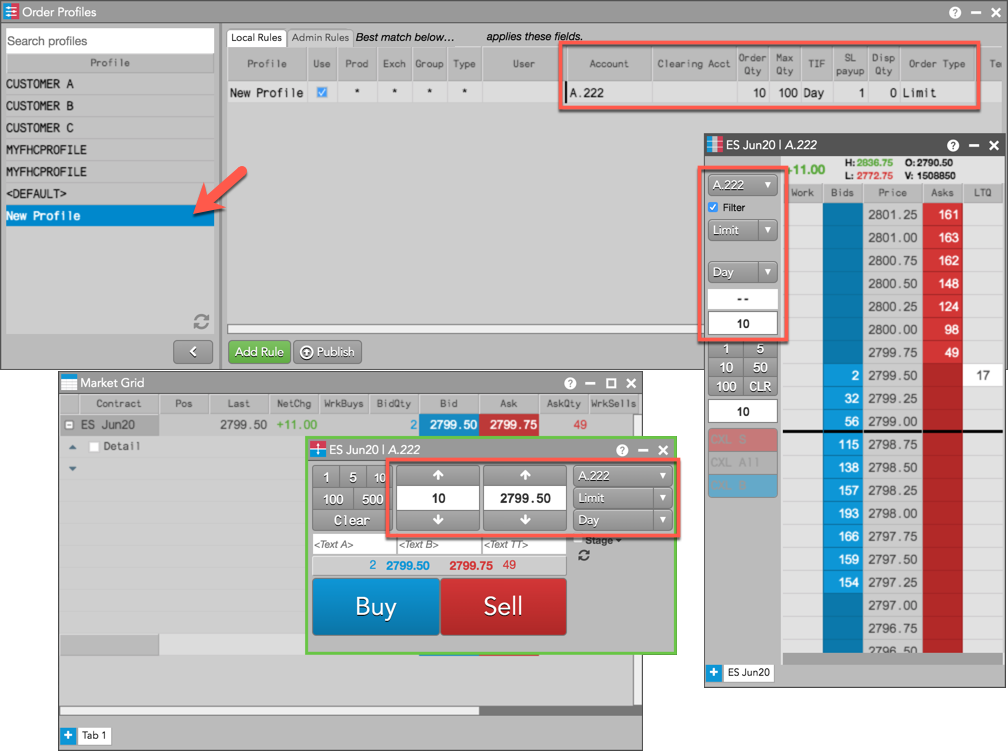 Order Profiles
Search profiles
Profile
CUSTOMER A
CUSTOMER B
CUSTOMER C
MYFHCPROFILE
MYFHCPROFILE
<DEFAULT>
New Profile
Local Rules Admin Rules Best match below... applies these fields.
Profile Use Prod Exch Group Type User Account Clearing Acct Order Qty Max Qty TIF SL payup Disp Qty Order Type Te
New Profile * * * * A.222 10 100 Day 1 0 Limit
Add Rule Publish
ES Jun20 | A.222
+11.00 H: 2836.75 O: 2790.50
L: 2772.75 V: 1508850
A.222
Filter
Limit
Day
--
10
1 5
10 50
100 CLR
10
CXL S
CXL All
Work Bids Price Asks LTQ
2801.25 161
2801.00 163
2800.75 162
2800.50 148
2800.25 124
2800.00 98
2799.75 49
2 2799.50 17
32 2799.25
56 2799.00
115 2798.75
138 2798.50
157 2798.25
193 2798.00
166 2797.75
159 2797.50
154 2797.25
2797.00
2796.75
2796.50
ES Jun20
Market Grid
Contract Pos Last NetChg WrkBuys BidQty Bid Ask AskQty WrkSells
ES Jun20 2799.50 +11.00 2 2799.50 2799.75 49
Detail
ES Jun20 | A.222
1 5 10
100 500
Clear
10
2799.50
A.222
Limit
Day
<Text A> <Text B> <Text TT>
Stage
2 2799.50 2799.75 49
Buy Sell
Tab 1